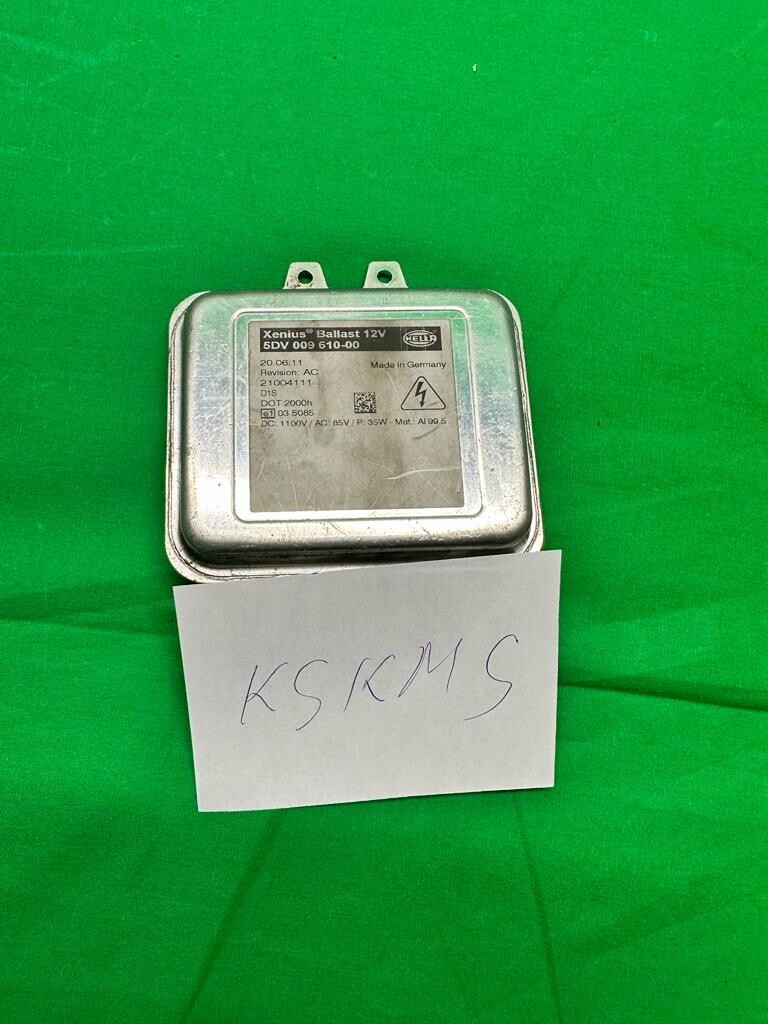 Xenius® Ballast 12V
5DV 009 610-00
HELLA
20.06.11
Made in Germany
Revision: AC
21004111
D1S
DOT 2000h
e1 03 5085
DC: 1100V / AC: 85V / P: 35W - Mat.: Al 99.5
KSKMS